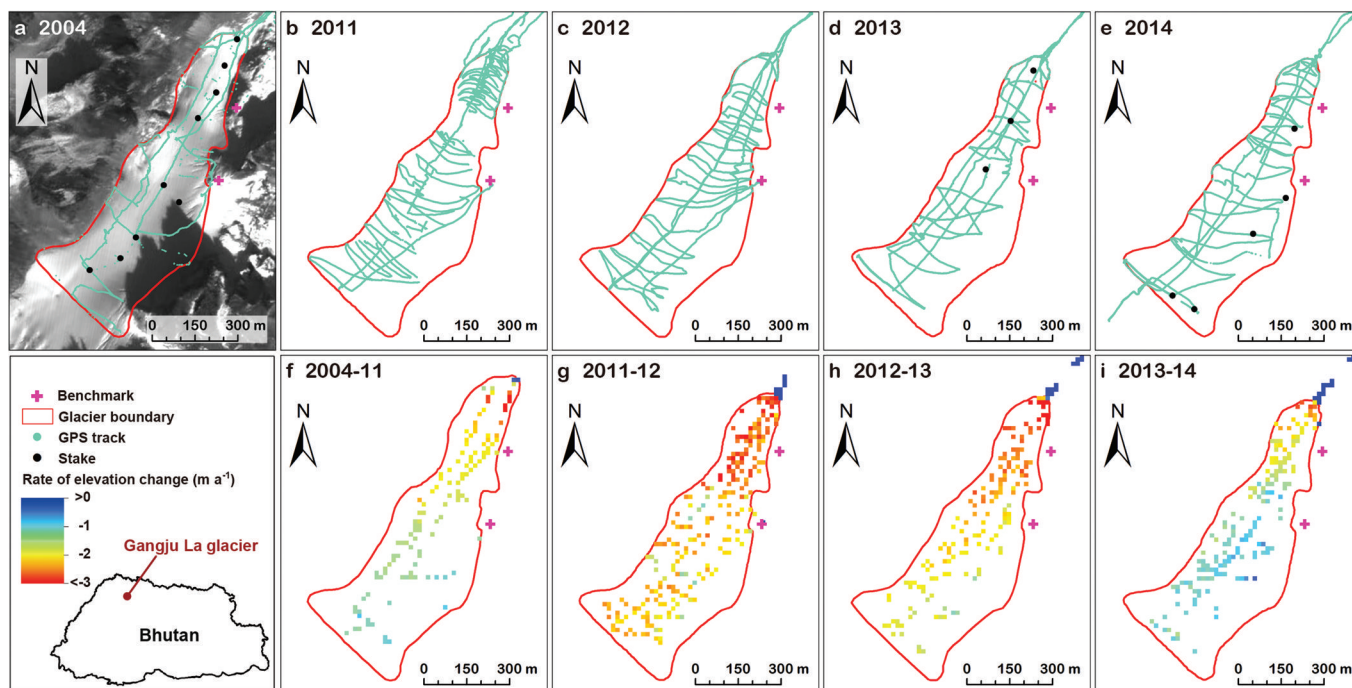 a 2004
N
0 150 300 m
b 2011
N
0 150 300 m
c 2012
N
0 150 300 m
d 2013
N
0 150 300 m
e 2014
N
0 150 300 m
Benchmark
Glacier boundary
GPS track
Stake
Rate of elevation change (m a⁻¹)
>0
-1
-2
<-3
Gangju La glacier
Bhutan
f 2004-11
N
0 150 300 m
g 2011-12
N
0 150 300 m
h 2012-13
N
0 150 300 m
i 2013-14
N
0 150 300 m